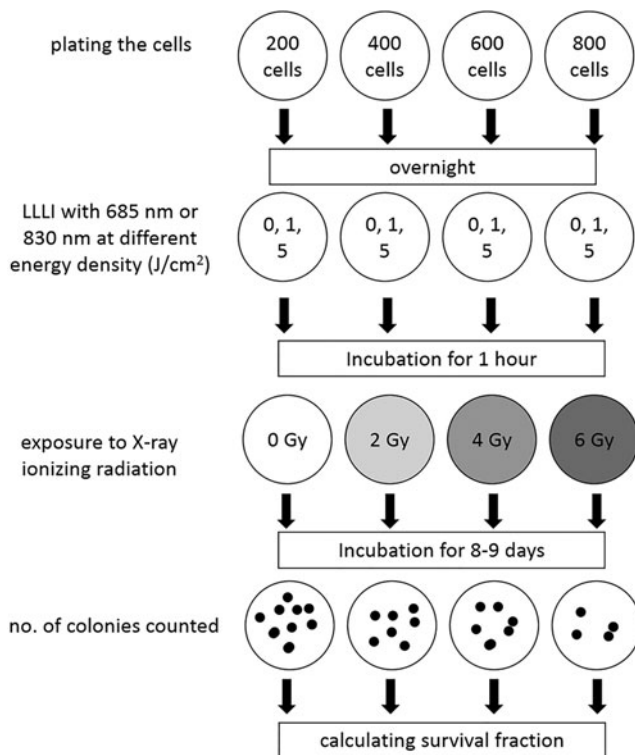 plating the cells
200 cells
400 cells
600 cells
800 cells
overnight
LLLI with 685 nm or
830 nm at different
energy density (J/cm²)
0, 1, 5
0, 1, 5
0, 1, 5
0, 1, 5
Incubation for 1 hour
exposure to X-ray
ionizing radiation
0 Gy
2 Gy
4 Gy
6 Gy
Incubation for 8-9 days
no. of colonies counted
calculating survival fraction